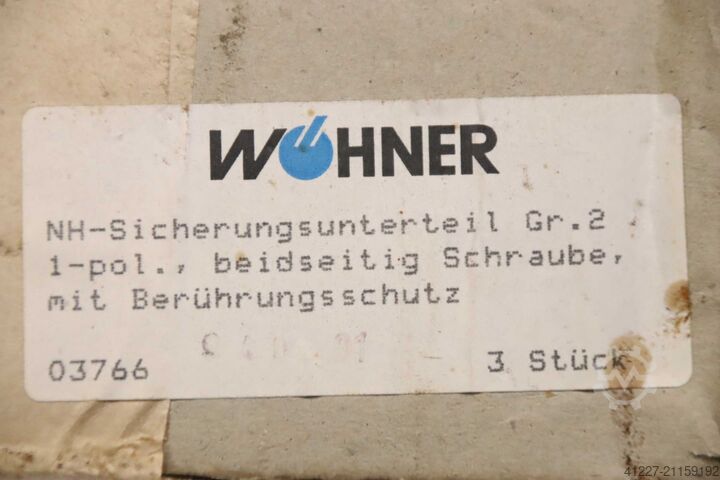 WÖHNER
NH-Sicherungsunterteil Gr.2
1-pol., beidseitig Schraube,
mit Berührungsschutz
03766 3 Stück
41227-21159192